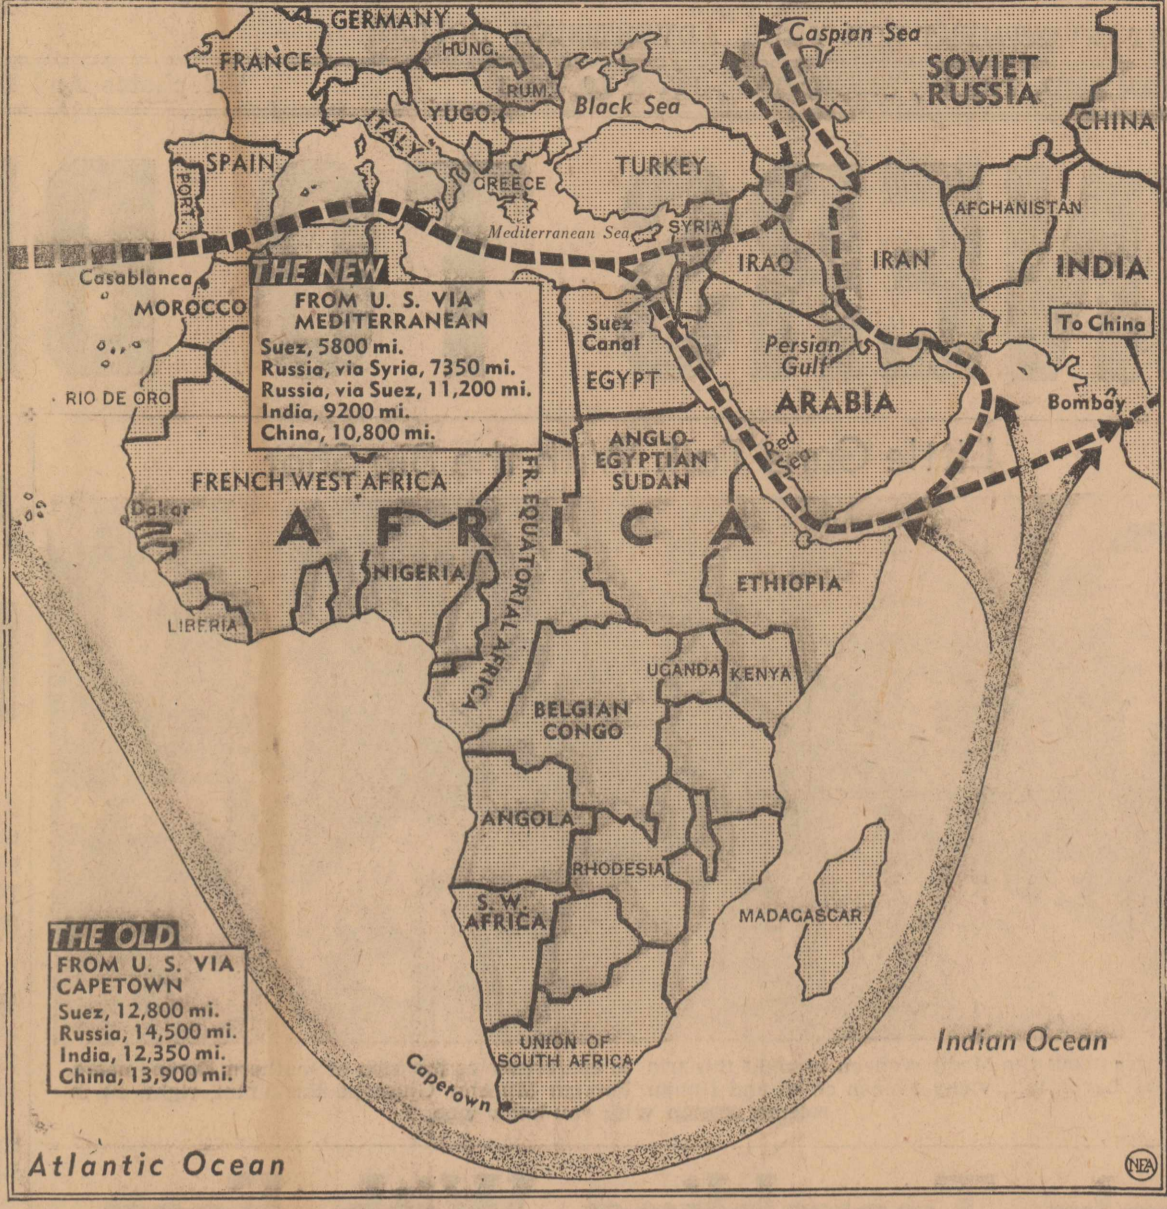 GERMANY
Caspian Sea
HUNG.
FRANCE
SOVIET
RUSSIA
RUM.
Black Sea
YUGO.
ITALY
CHINA
SPAIN
TURKEY
PORT.
GREECE
AFGHANISTAN
Mediterranean Sea
SYRIA
IRAQ
IRAN
INDIA
Casablanca
MOROCCO
THE NEW
FROM U. S. VIA
MEDITERRANEAN
Suez, 5800 mi.
Russia, via Syria, 7350 mi.
Russia, via Suez, 11,200 mi.
India, 9200 mi.
China, 10,800 mi.
Suez
Canal
To China
Persian
Gulf
EGYPT
RIO DE ORO
ARABIA
Bombay
ANGLO-
EGYPTIAN
SUDAN
Red
Sea
FRENCH WEST AFRICA
FR. EQUATORIAL AFRICA
Dakar
AFRICA
NIGERIA
ETHIOPIA
LIBERIA
UGANDA
KENYA
BELGIAN
CONGO
ANGOLA
RHODESIA
S. W.
AFRICA
MADAGASCAR
THE OLD
FROM U. S. VIA
CAPETOWN
Suez, 12,800 mi.
Russia, 14,500 mi.
India, 12,350 mi.
China, 13,900 mi.
UNION OF
SOUTH AFRICA
Indian Ocean
Capetown
Atlantic Ocean
NEA